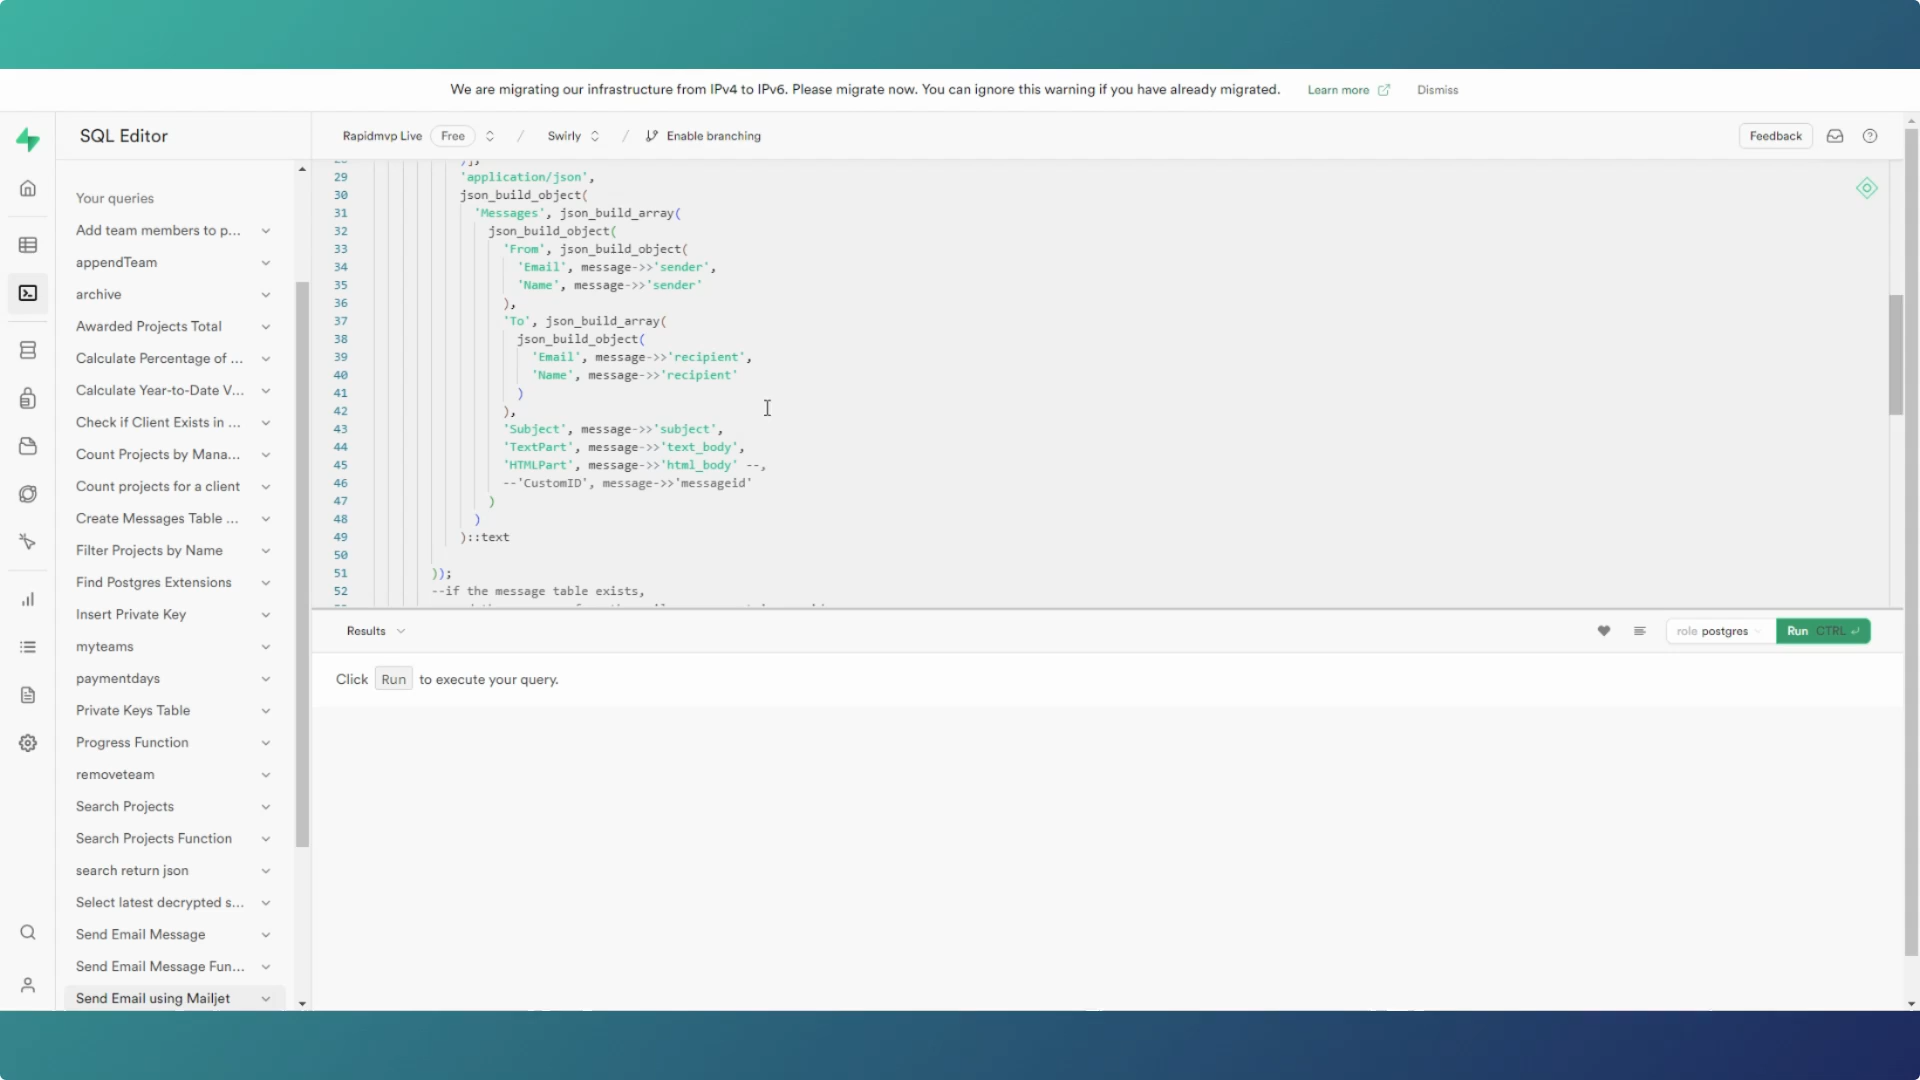 We are migrating our infrastructure from IPv4 to IPv6. Please migrate now. You can ignore this warning if you have already migrated. Learn more Dismiss
SQL Editor
Rapidmvp Live Free / Swirly / Enable branching
Feedback
Your queries
Add team members to p...
appendTeam
archive
Awarded Projects Total
Calculate Percentage of ...
Calculate Year-to-Date V...
Check if Client Exists in ...
Count Projects by Mana...
Count projects for a client
Create Messages Table ...
Filter Projects by Name
Find Postgres Extensions
Insert Private Key
myteams
paymentdays
Private Keys Table
Progress Function
removeteam
Search Projects
Search Projects Function
search return json
Select latest decrypted s...
Send Email Message
Send Email Message Fun...
Send Email using Mailjet
29 'application/json',
30 json_build_object(
31 'Messages', json_build_array(
32 json_build_object(
33 'From', json_build_object(
34 'Email', message->>'sender',
35 'Name', message->>'sender'
36 ),
37 'To', json_build_array(
38 json_build_object(
39 'Email', message->>'recipient',
40 'Name', message->>'recipient'
41 )
42 ),
43 'Subject', message->>'subject',
44 'TextPart', message->>'text_body',
45 'HTMLPart', message->>'html_body' --,
46 --'CustomID', message->>'messageid'
47 )
48 )
49 )::text
50
51 ));
52 --if the message table exists,
Results
role postgres
Run CTRL
Click Run to execute your query.